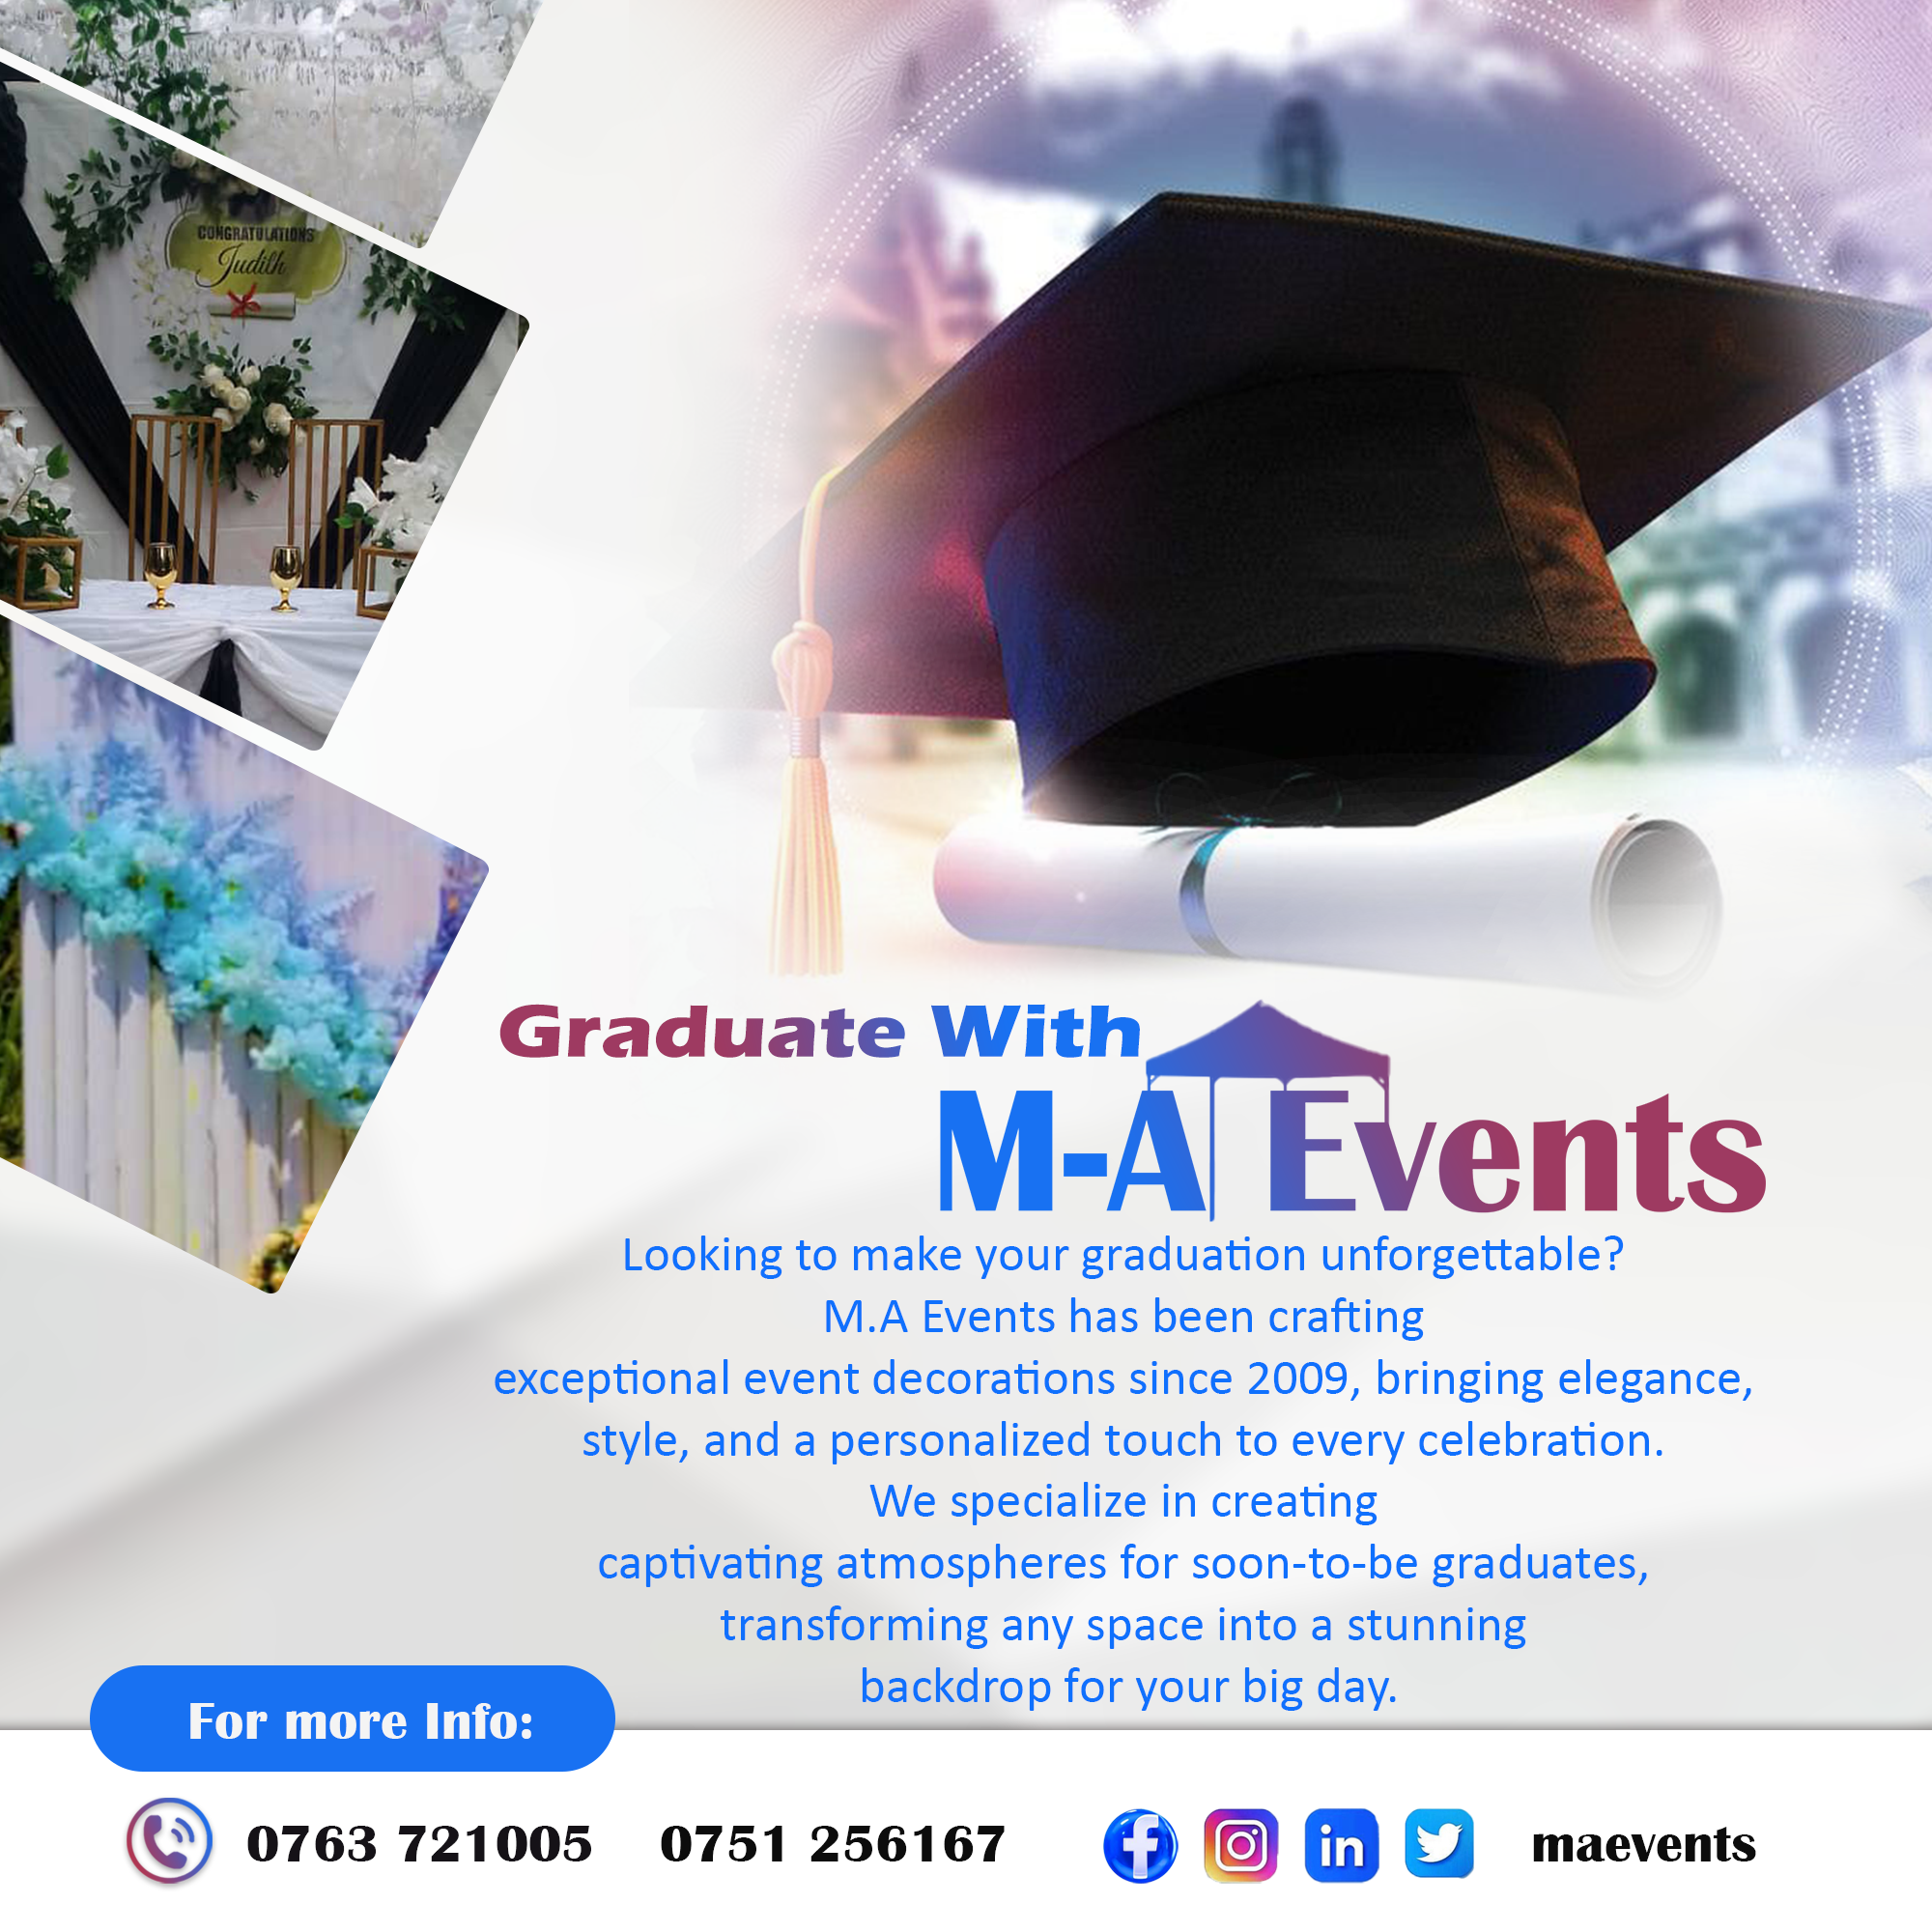 CONGRATULATIONS
Judith
Graduate With
M-A Events
Looking to make your graduation unforgettable?
M.A Events has been crafting
exceptional event decorations since 2009, bringing elegance,
style, and a personalized touch to every celebration.
We specialize in creating
captivating atmospheres for soon-to-be graduates,
transforming any space into a stunning
backdrop for your big day.
For more Info:
0763 721005 0751 256167 maevents